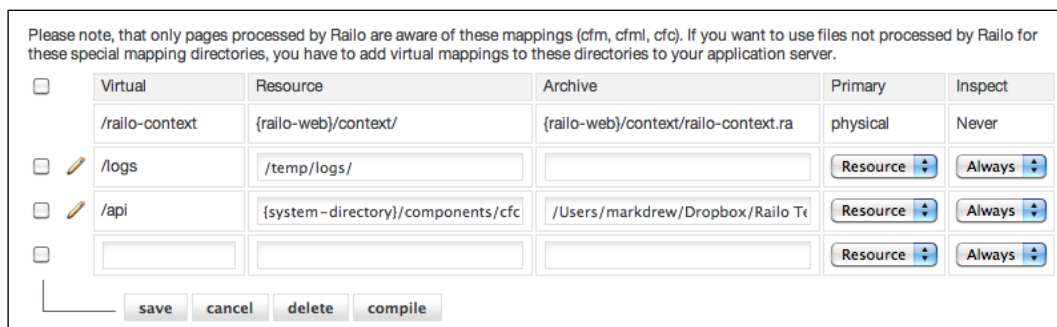 Please note, that only pages processed by Railo are aware of these mappings (cfm, cfml, cfc). If you want to use files not processed by Railo for
these special mapping directories, you have to add virtual mappings to these directories to your application server.
Virtual Resource Archive Primary Inspect
/railo-context {railo-web}/context/ {railo-web}/context/railo-context.ra physical Never
/logs /temp/logs/ Resource Always
/api {system-directory}/components/cfc /Users/markdrew/Dropbox/Railo Te Resource Always
Resource Always
save cancel delete compile